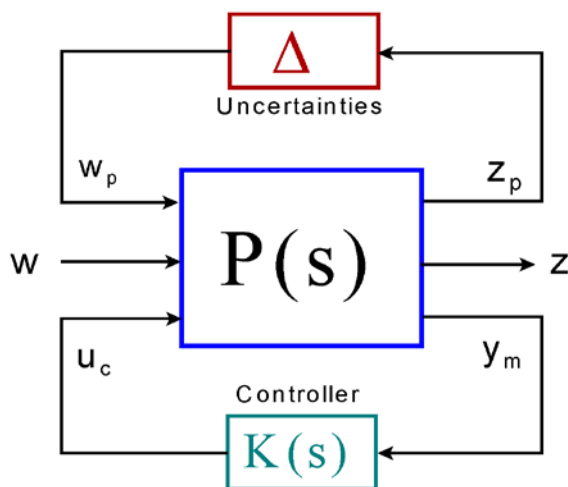 Δ
Uncertainties
w_p
z_p
w
P(s)
z
u_c
y_m
Controller
K(s)